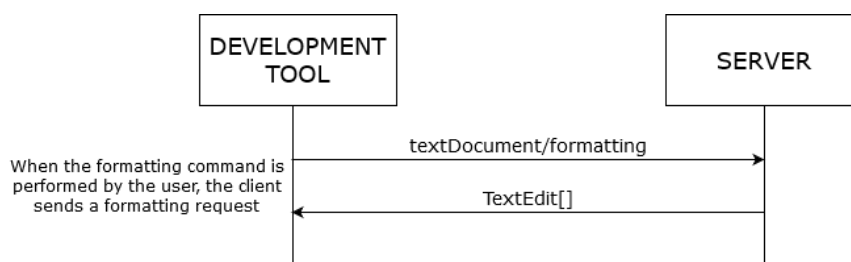 DEVELOPMENT
TOOL
SERVER
textDocument/formatting
When the formatting command is
performed by the user, the client
sends a formatting request
TextEdit[]